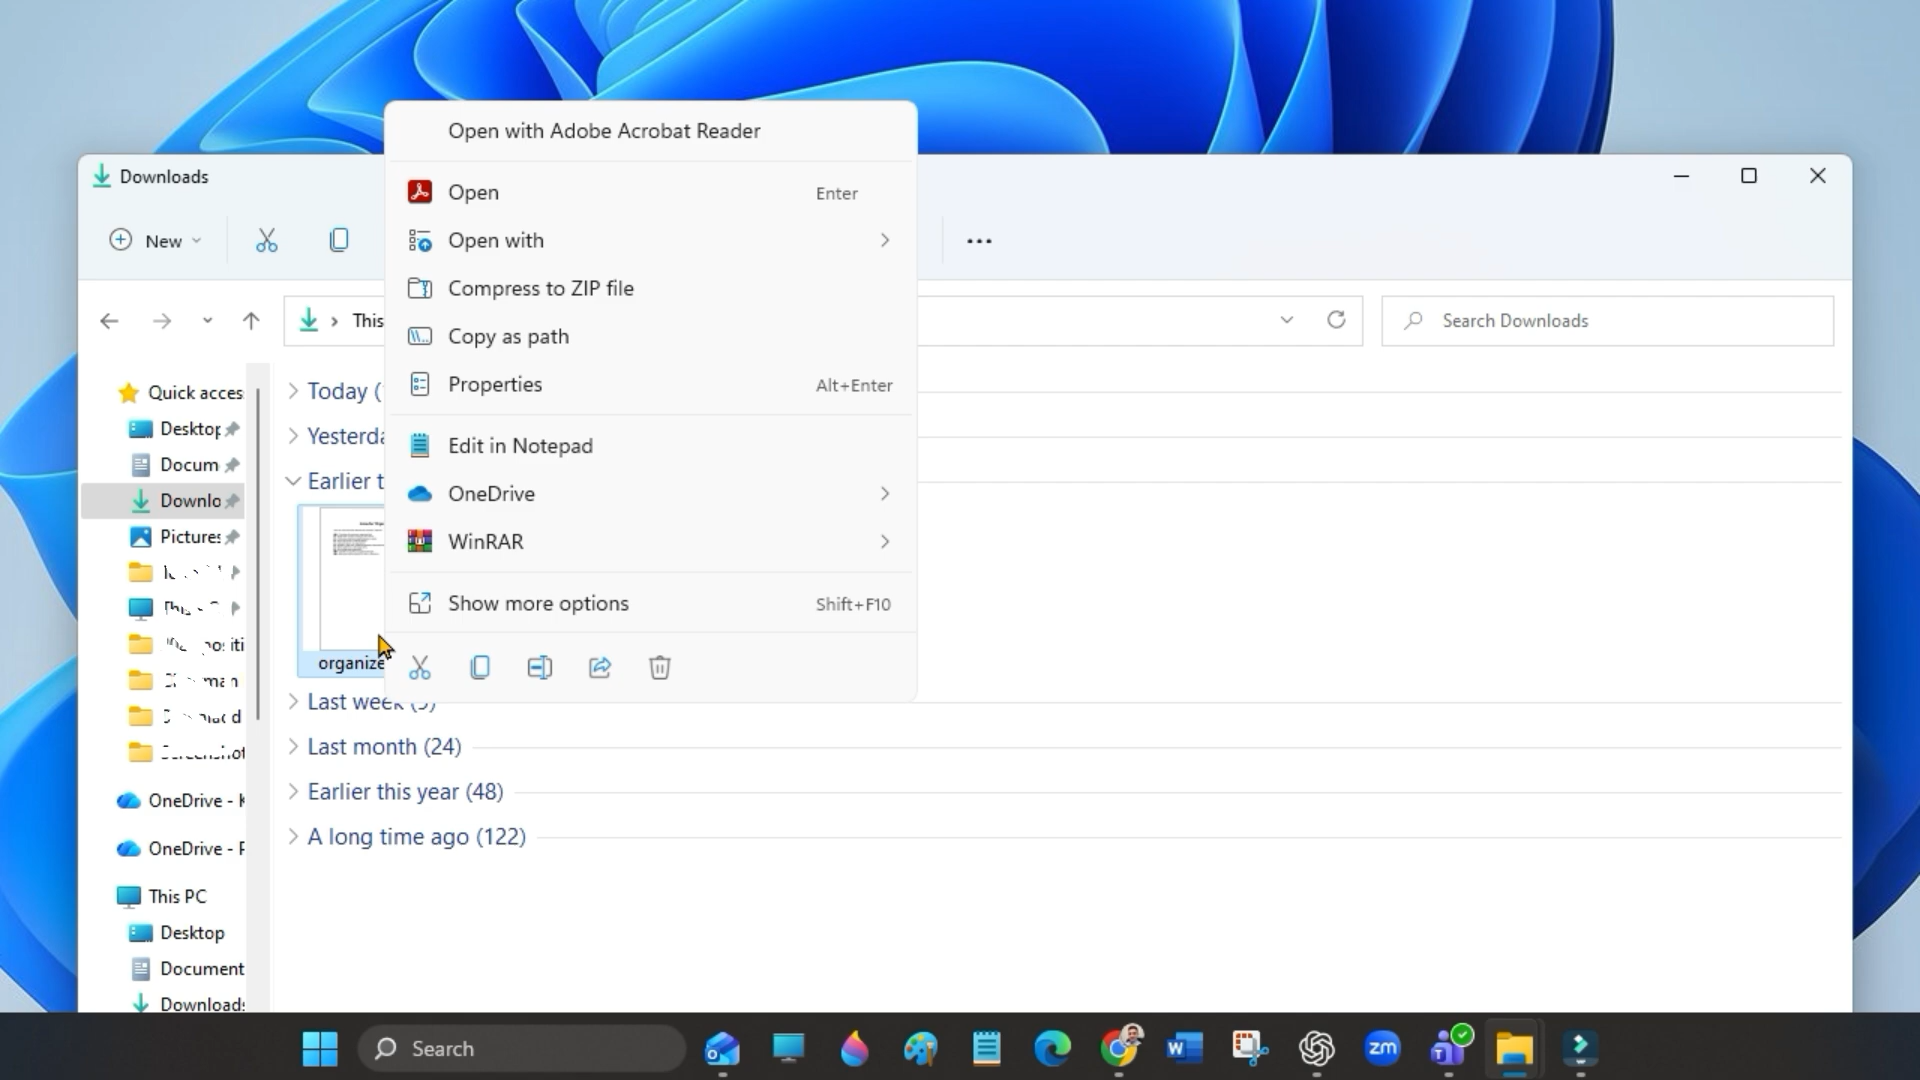 Open with Adobe Acrobat Reader
Downloads
Open Enter
New
Open with
Compress to ZIP file
This
Search Downloads
Copy as path
Properties Alt+Enter
Quick acces
Today (
Desktop
Yesterda
Edit in Notepad
Docum
Earlier t
OneDrive
Downlo
Pictures
WinRAR
Show more options Shift+F10
organize
Last week
Last month (24)
Earlier this year (48)
OneDrive - K
A long time ago (122)
OneDrive - F
This PC
Desktop
Document
Downloads
Search
zm